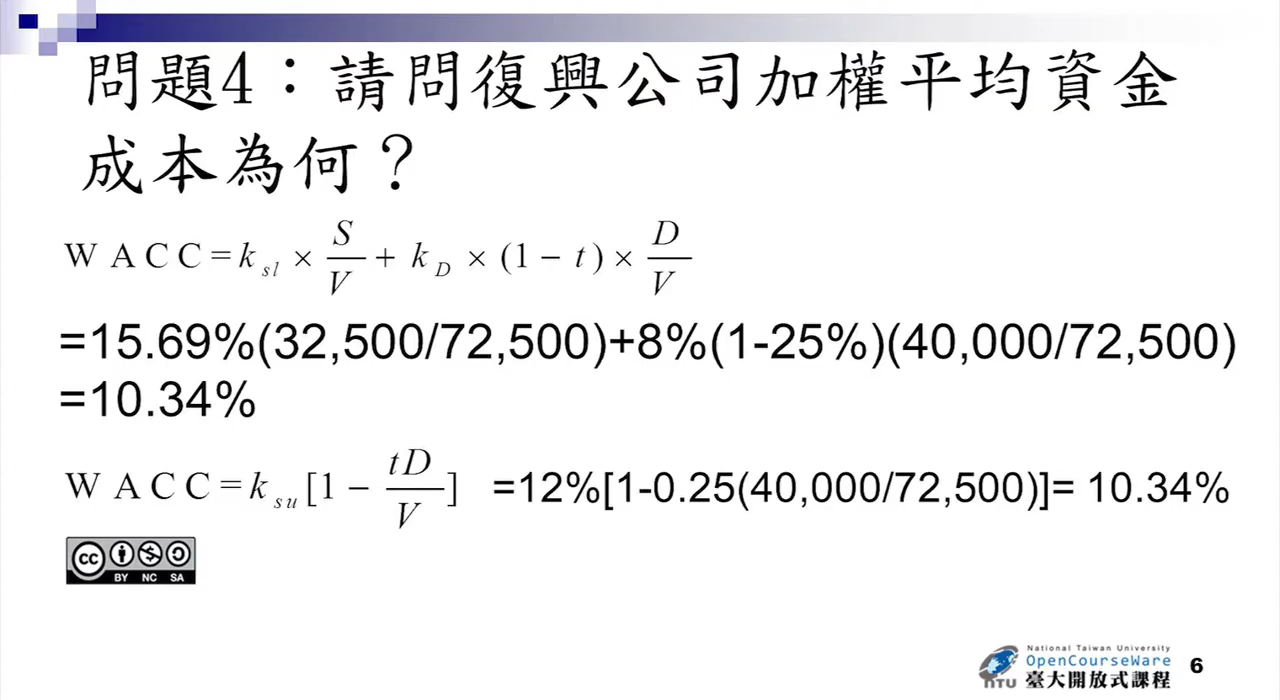 問題4：請問復興公司加權平均資金
成本為何？
WACC=k_sl × S/V + k_D × (1 − t) × D/V
=15.69%(32,500/72,500)+8%(1-25%)(40,000/72,500)
=10.34%
WACC=k_su [1 − tD/V] =12%[1-0.25(40,000/72,500)]= 10.34%
cc
BY NC SA
National Taiwan University
OpenCourseWare
NTU 臺大開放式課程
6